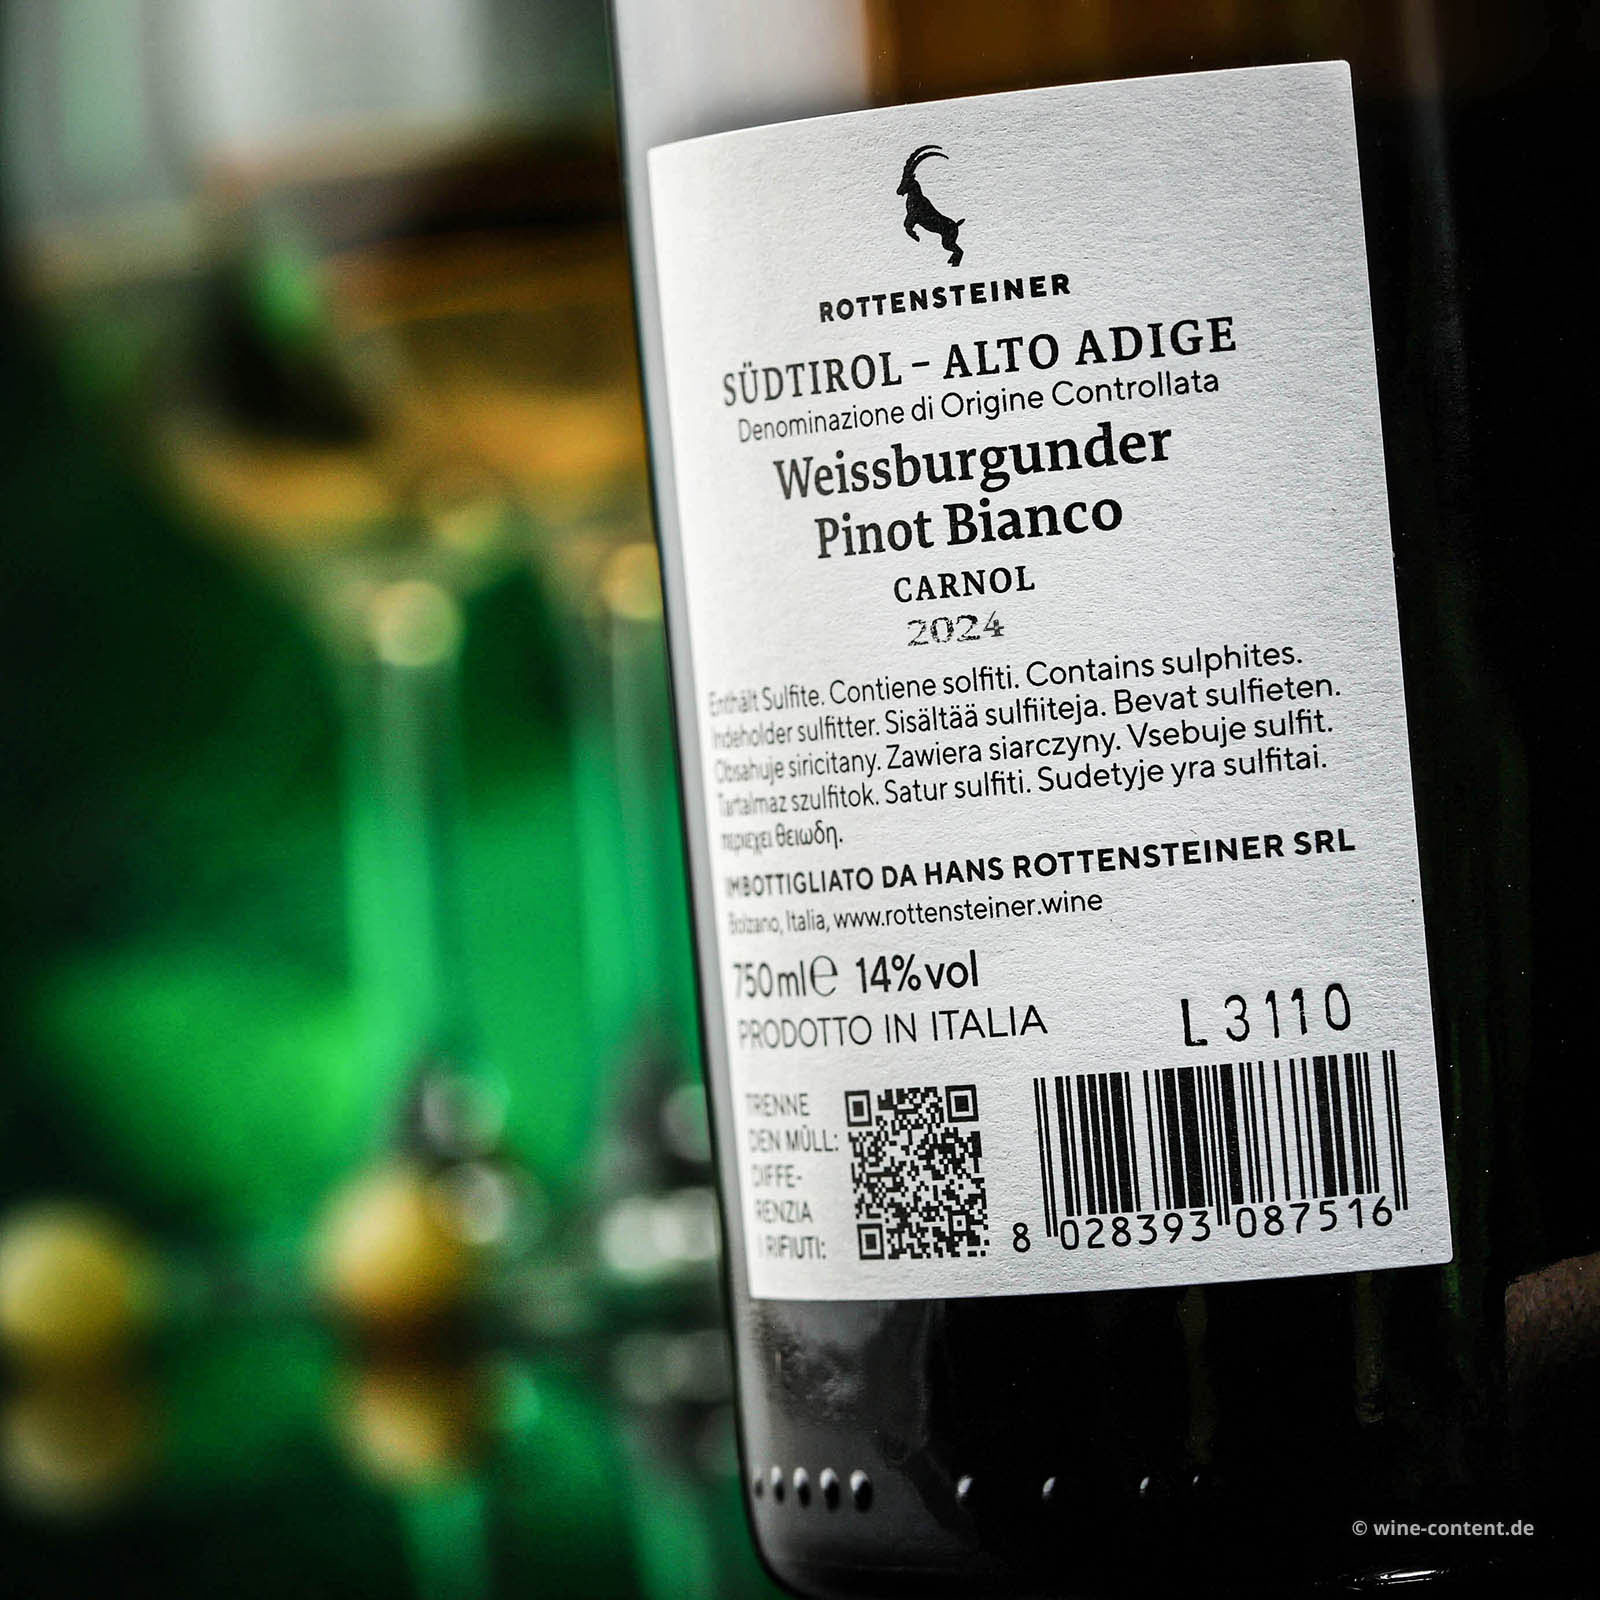 ROTTENSTEINER
SÜDTIROL – ALTO ADIGE
Denominazione di Origine Controllata
Weissburgunder
Pinot Bianco
CARNOL
2024
Enthält Sulfite. Contiene solfiti. Contains sulphites.
Indeholder sulfitter. Sisältää sulfiiteja. Bevat sulfieten.
Obsahuje siricitany. Zawiera siarczyny. Vsebuje sulfit.
Tartalmaz szulfitok. Satur sulfiti. Sudetyje yra sulfitai.
περιεχει θειωδη.
IMBOTTIGLIATO DA HANS ROTTENSTEINER SRL
Bolzano, Italia, www.rottensteiner.wine
750 ml ℮ 14% vol
PRODOTTO IN ITALIA
L 3110
TRENNE
DEN MÜLL:
DIFFE-
RENZIA
I RIFIUTI:
8 028393 087516
© wine-content.de